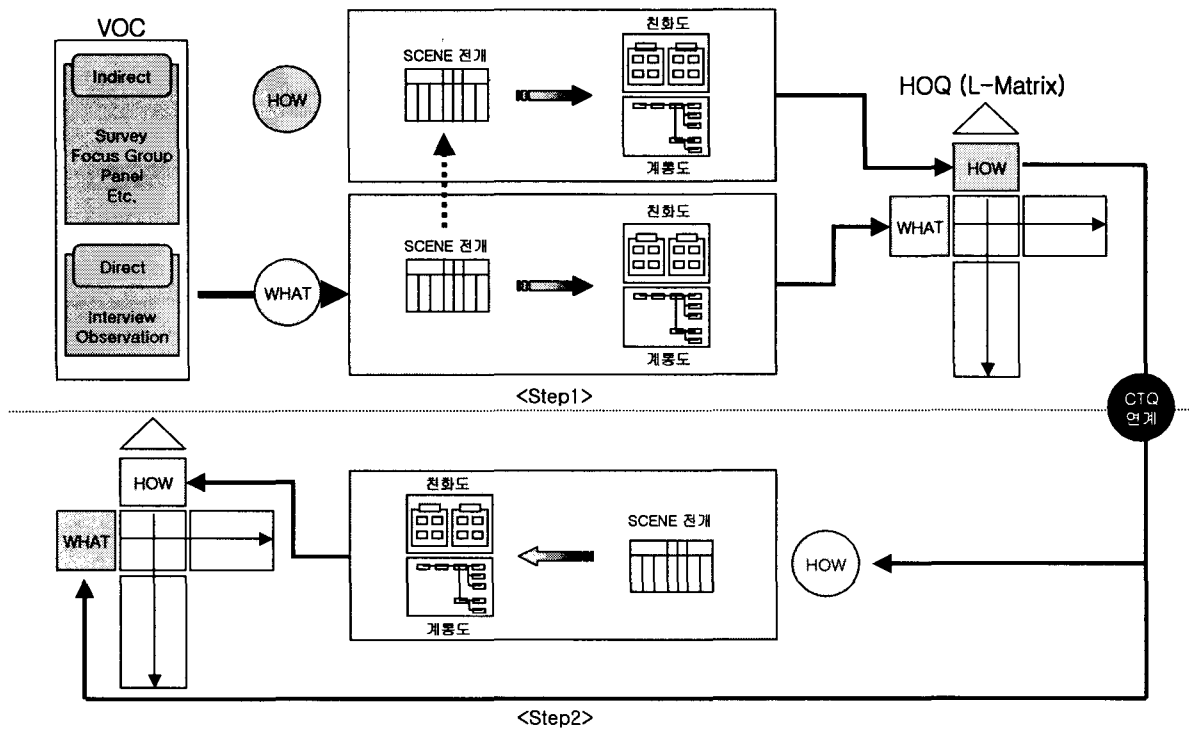 VOC
Indirect
Survey
Focus Group
Panel
Etc.
Direct
Interview
Observation
HOW
SCENE 전개
친화도
계통도
WHAT
SCENE 전개
친화도
계통도
HOQ (L-Matrix)
HOW
WHAT
<Step1>
CTQ
연계
HOW
WHAT
친화도
계통도
SCENE 전개
HOW
<Step2>